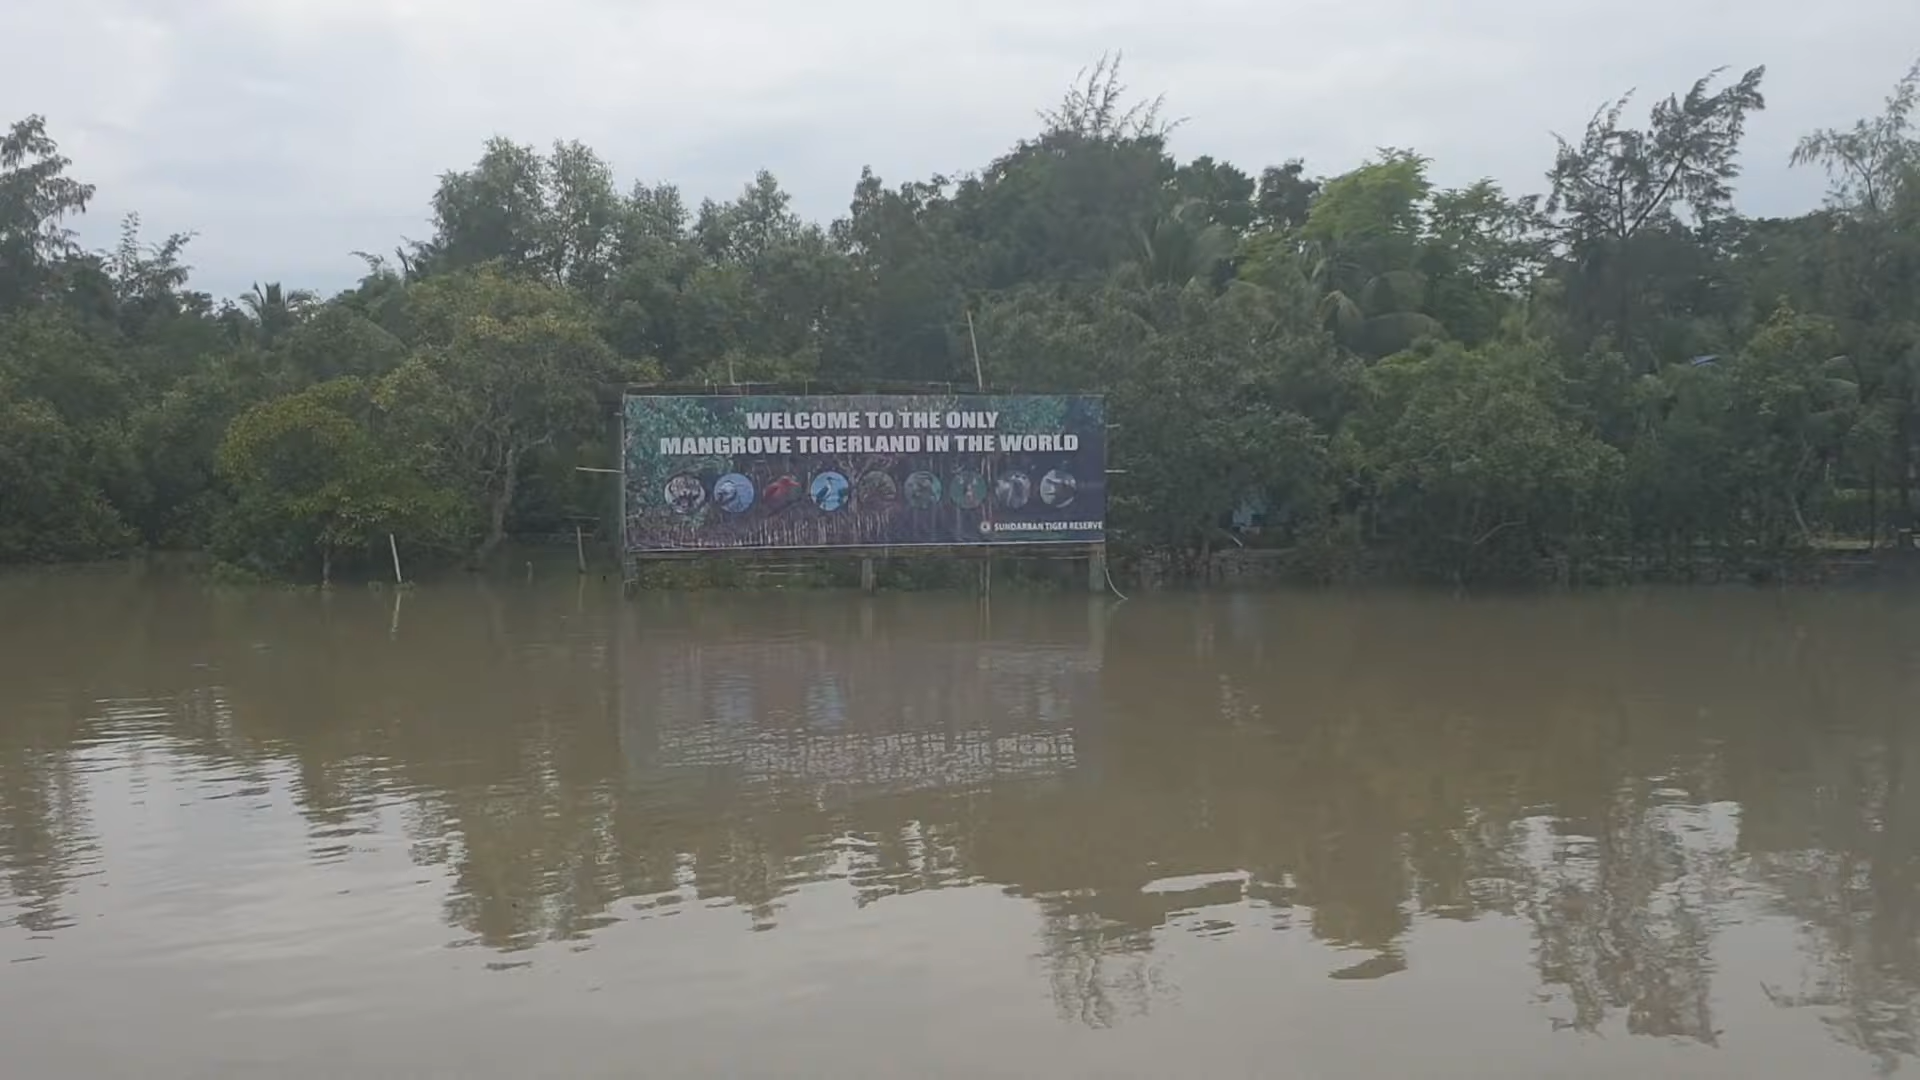 WELCOME TO THE ONLY
MANGROVE TIGERLAND IN THE WORLD
SUNDARBAN TIGER RESERVE